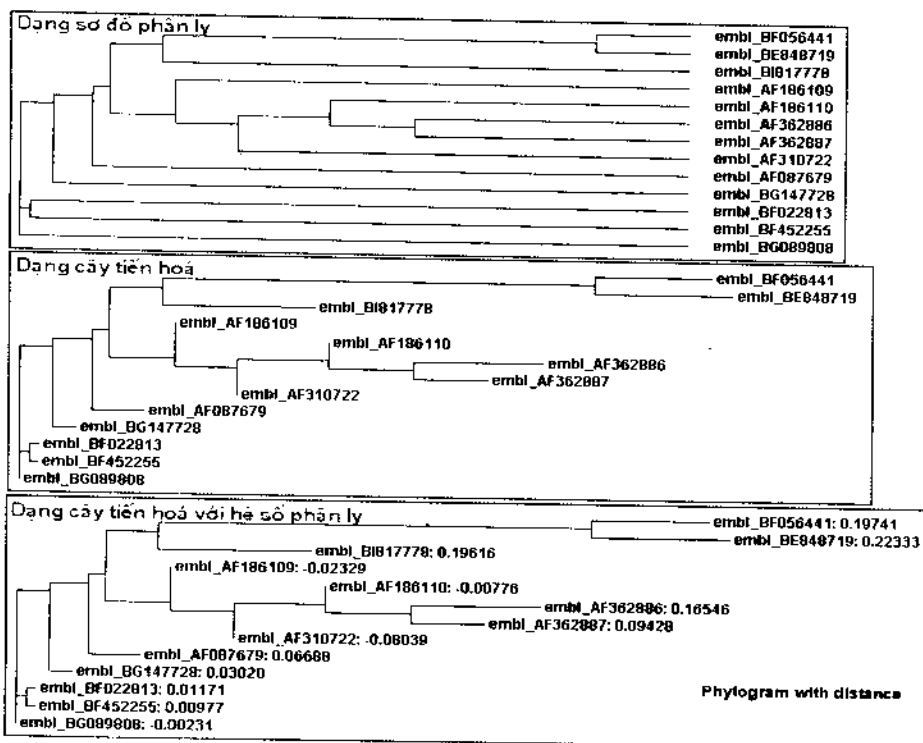 Dạng sơ đồ phân ly
embl_BF056441
embl_BE848719
embl_BI817778
embl_AF186109
embl_AF186110
embl_AF362886
embl_AF362887
embl_AF310722
embl_AF087679
embl_BG147728
embl_BF022813
embl_BF452255
embl_BG089808
Dạng cây tiến hoá
embl_BF056441
embl_BE848719
embl_BI817778
embl_AF186109
embl_AF186110
embl_AF362886
embl_AF362887
embl_AF310722
embl_AF087679
embl_BG147728
embl_BF022813
embl_BF452255
embl_BG089808
Dạng cây tiến hoá với hệ số phân ly
embl_BF056441: 0.19741
embl_BE848719: 0.22333
embl_BI817778: 0.19616
embl_AF186109: -0.02329
embl_AF186110: -0.00776
embl_AF362886: 0.16546
embl_AF362887: 0.09428
embl_AF310722: -0.08039
embl_AF087679: 0.06688
embl_BG147728: 0.03020
embl_BF022813: 0.01171
embl_BF452255: 0.00977
embl_BG089808: -0.00231
Phylogram with distance